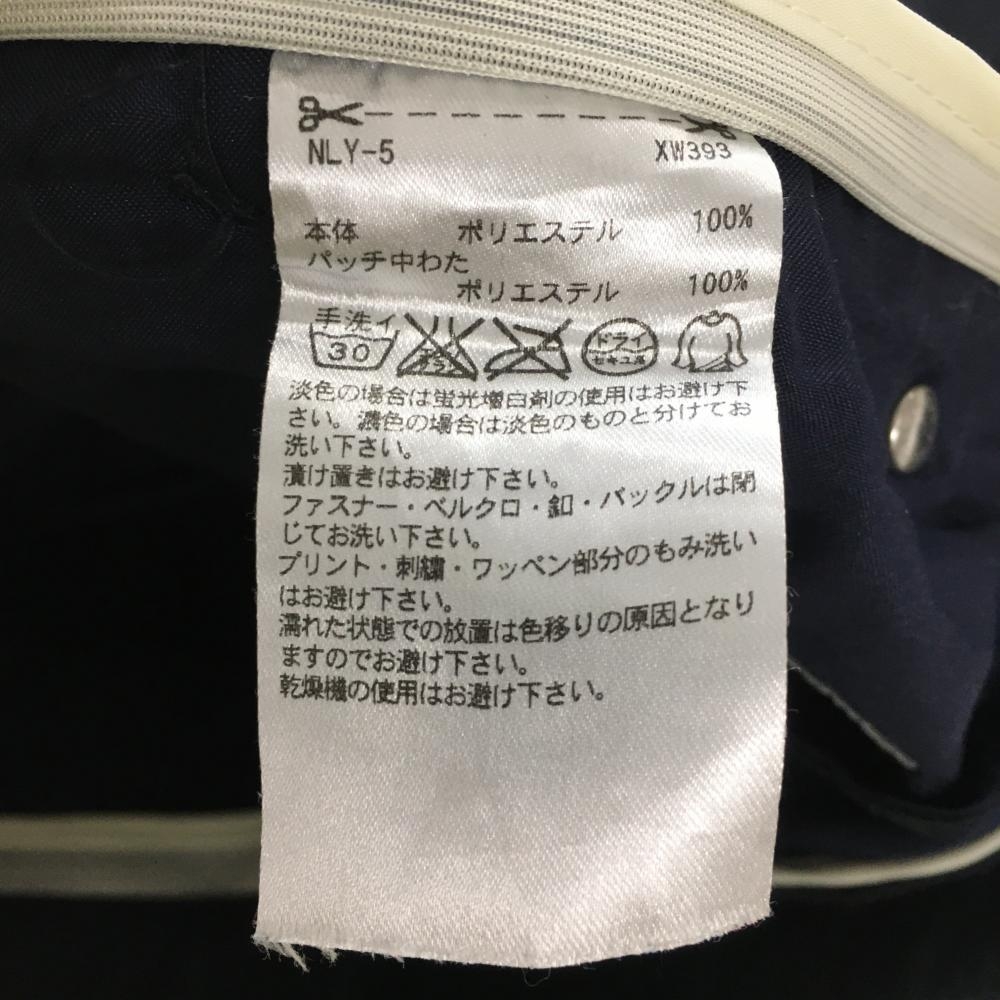 NLY-5 XW393
本体 ポリエステル 100%
パッチ中わた
ポリエステル 100%
手洗イ
30
エンソ
サラシ
ドライ
セキユ系
淡色の場合は蛍光増白剤の使用はお避け下
さい。濃色の場合は淡色のものと分けてお
洗い下さい。
漬け置きはお避け下さい。
ファスナー・ベルクロ・釦・バックルは閉
じてお洗い下さい。
プリント・刺繍・ワッペン部分のもみ洗い
はお避け下さい。
濡れた状態での放置は色移りの原因となり
ますのでお避け下さい。
乾燥機の使用はお避け下さい。